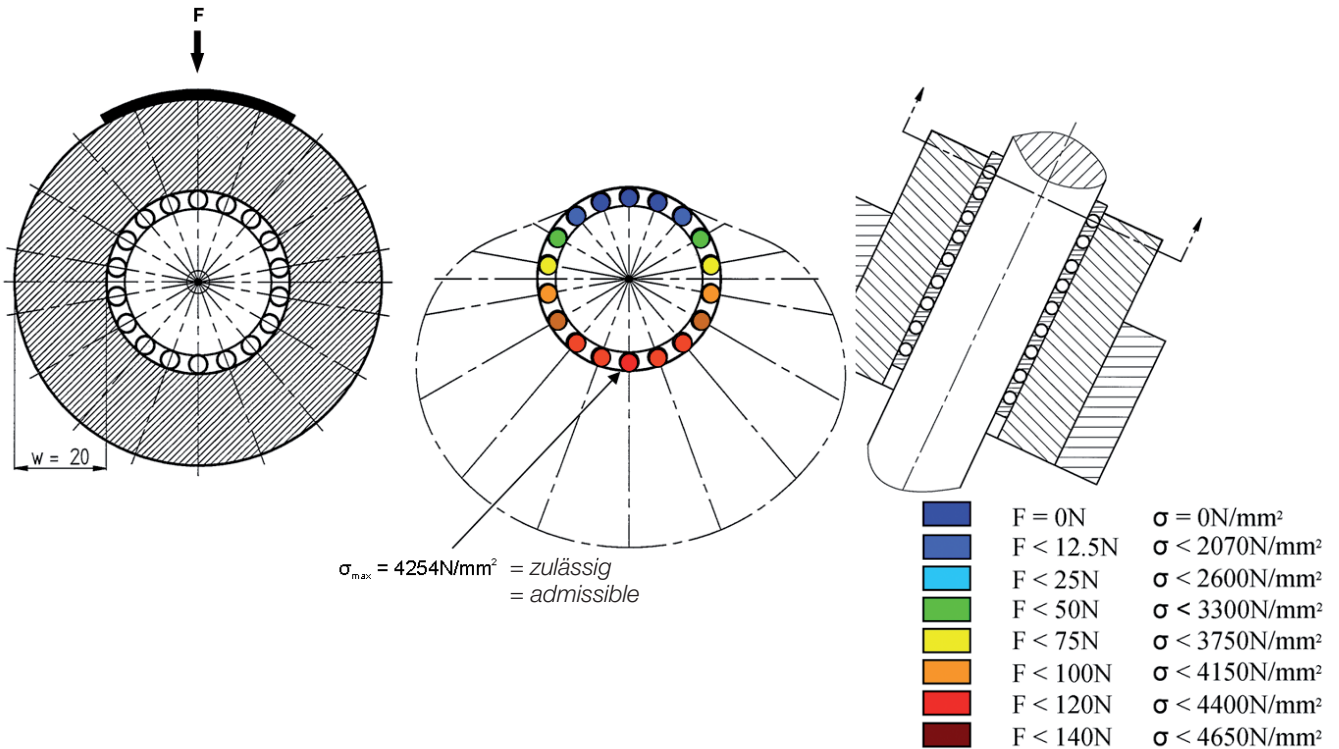 F
w = 20
σmax = 4254N/mm² = zulässig
= admissible
F = 0N σ = 0N/mm²
F < 12.5N σ < 2070N/mm²
F < 25N σ < 2600N/mm²
F < 50N σ < 3300N/mm²
F < 75N σ < 3750N/mm²
F < 100N σ < 4150N/mm²
F < 120N σ < 4400N/mm²
F < 140N σ < 4650N/mm²